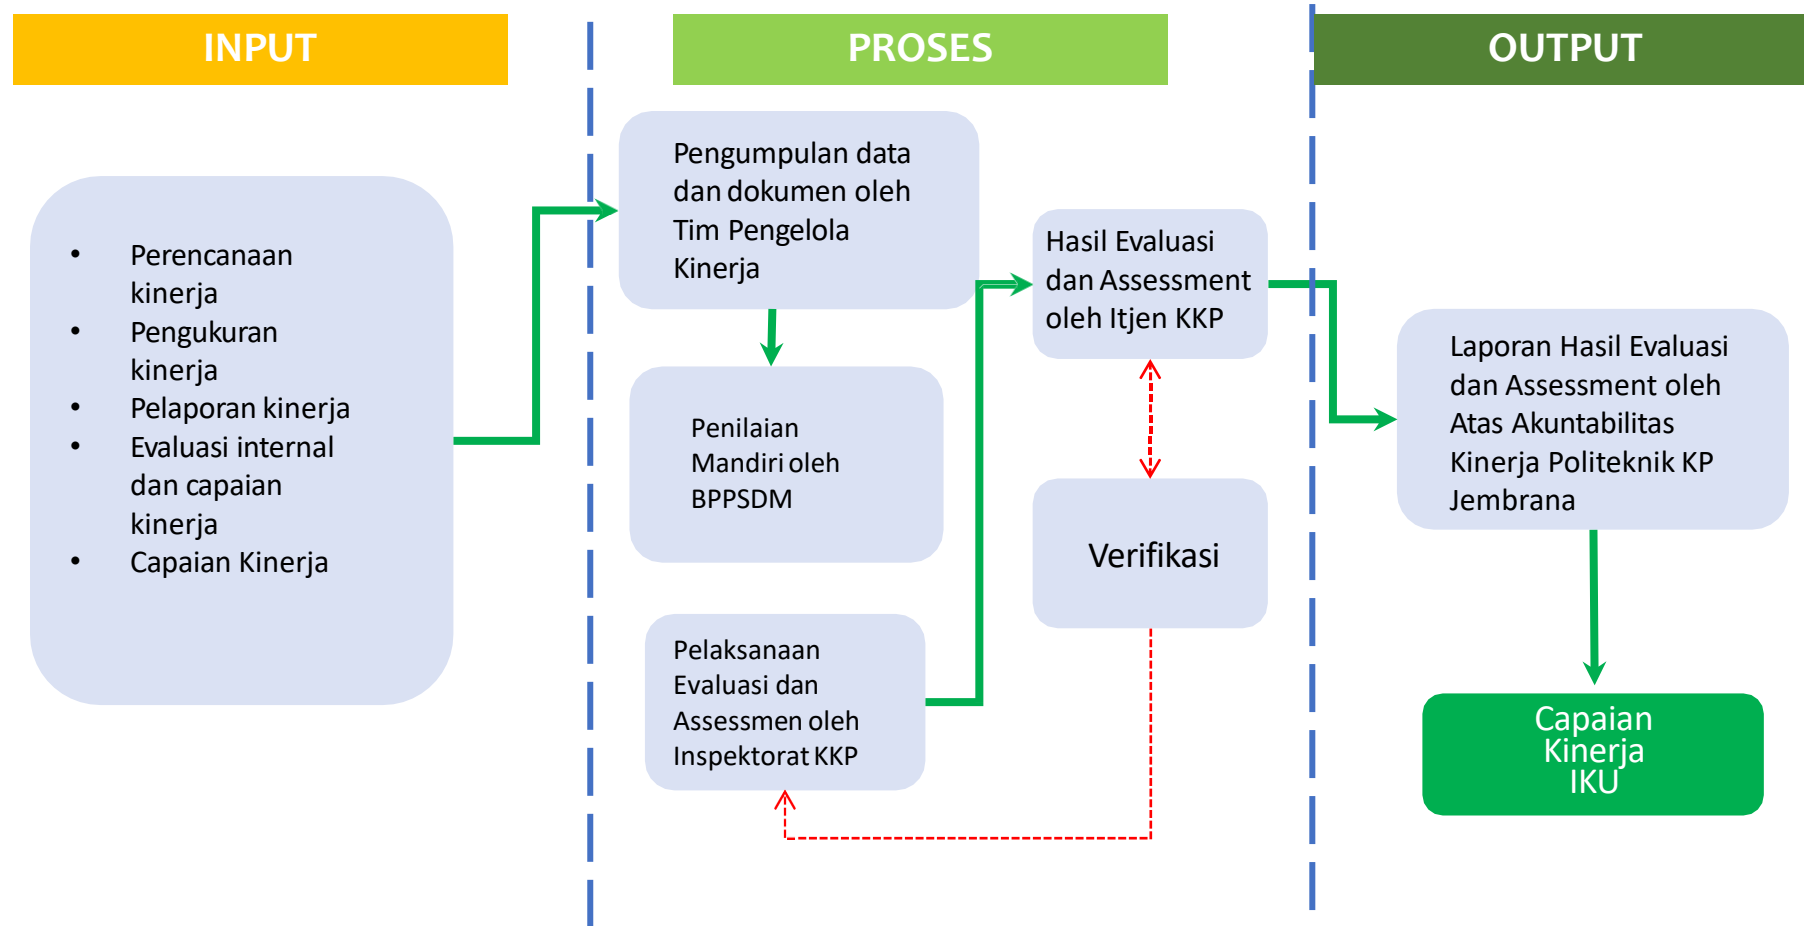 INPUT
PROSES
OUTPUT
• Perencanaan
kinerja
• Pengukuran
kinerja
• Pelaporan kinerja
• Evaluasi internal
dan capaian
kinerja
• Capaian Kinerja
Pengumpulan data
dan dokumen oleh
Tim Pengelola
Kinerja
Penilaian
Mandiri oleh
BPPSDM
Pelaksanaan
Evaluasi dan
Assessmen oleh
Inspektorat KKP
Hasil Evaluasi
dan Assessment
oleh Itjen KKP
Verifikasi
Laporan Hasil Evaluasi
dan Assessment oleh
Atas Akuntabilitas
Kinerja Politeknik KP
Jembrana
Capaian
Kinerja
IKU